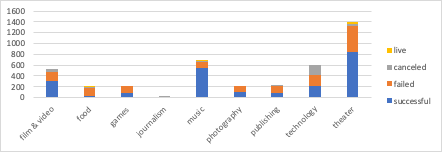 1600
1400
1200
1000
800
600
400
200
0
film & video
food
games
journalism
music
photography
publishing
technology
theater
live
canceled
failed
successful